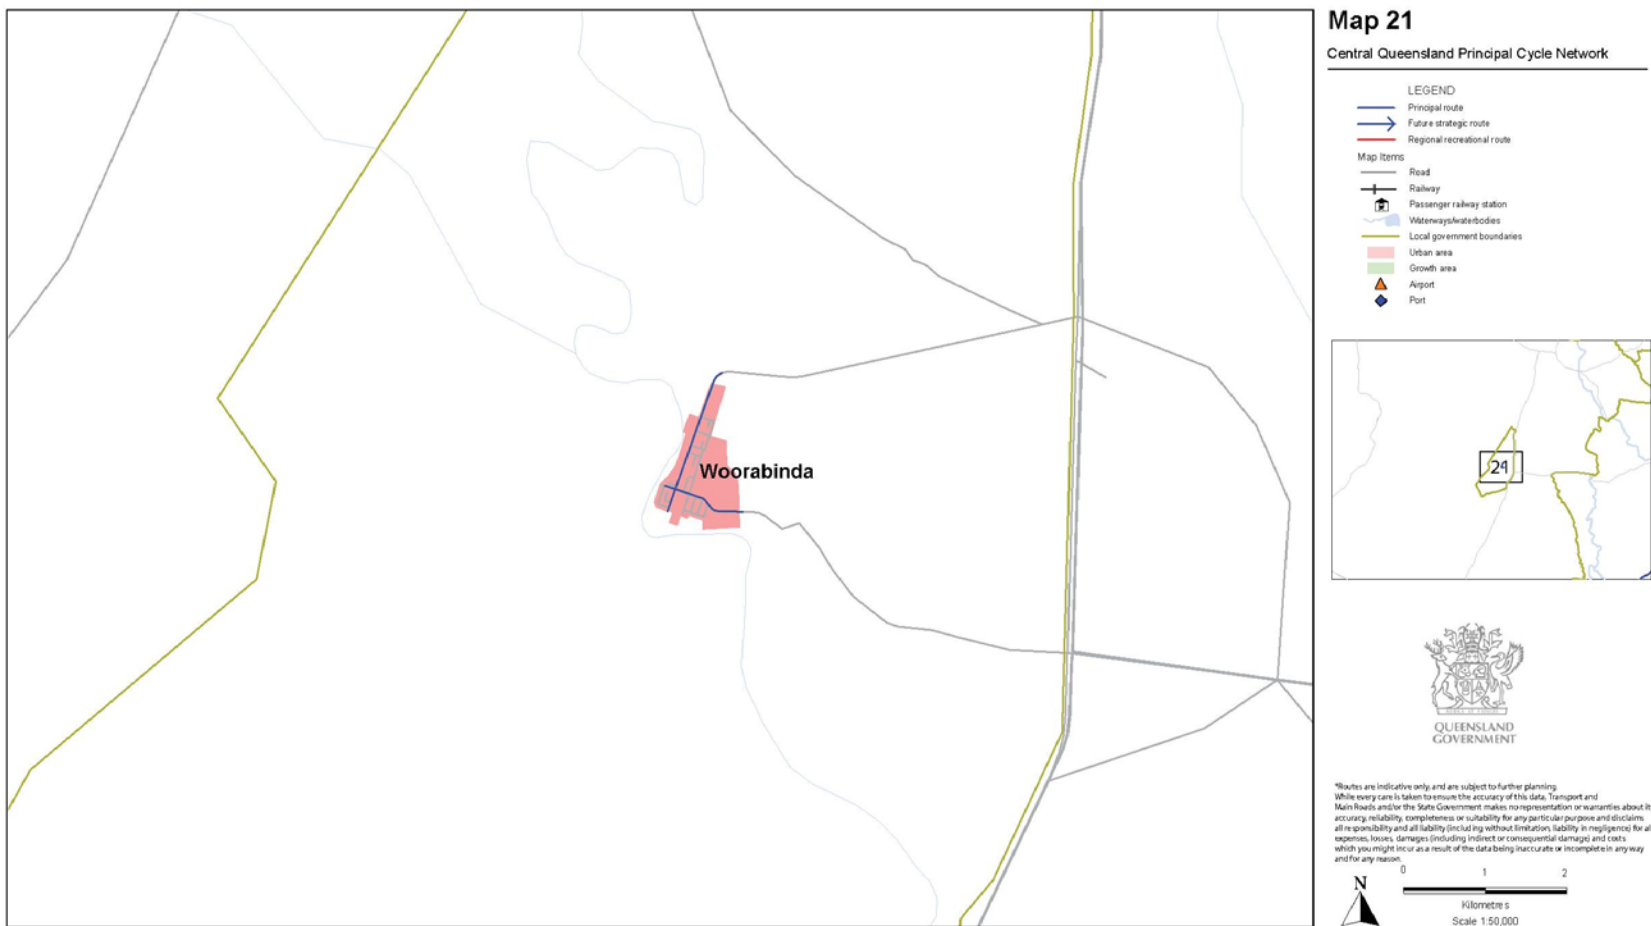 Map 21
Central Queensland Principal Cycle Network
LEGEND
Principal route
Future strategic route
Regional recreational route
Map Items
Road
Railway
Passenger railway station
Waterways/waterbodies
Local government boundaries
Urban area
Growth area
Airport
Port
Woorabinda
21
QUEENSLAND
GOVERNMENT
*Routes are indicative only, and are subject to further planning.
While every care is taken to ensure the accuracy of this data, Transport and
Main Roads and/or the State Government makes no representation or warranties about it
accuracy, reliability, completeness or suitability for any particular purpose and disclaims
all responsibility and all liability (including without limitation, liability in negligence) for al
expenses, losses, damages (including indirect or consequential damage) and costs
which you might incur as a result of the data being inaccurate or incomplete in any way
and for any reason.
0 1 2
N
Kilometres
Scale 1:50,000